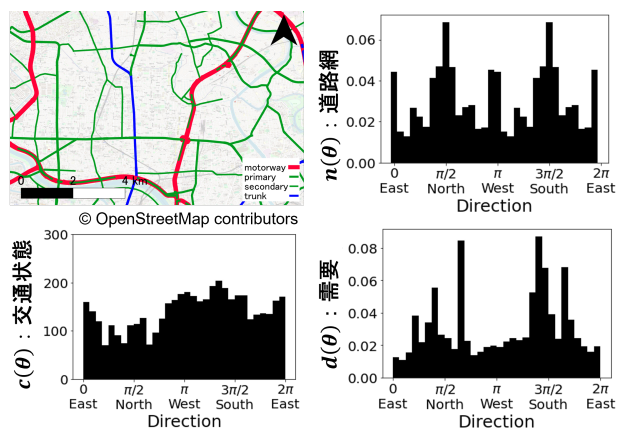 0 2 4 km
motorway
primary
secondary
trunk
© OpenStreetMap contributors
n(θ) : 道路網
0.06
0.04
0.02
0.00
0 π/2 π 3π/2 2π
East North West South East
Direction
c(θ) : 交通状態
300
200
100
0
0 π/2 π 3π/2 2π
East North West South East
Direction
d(θ) : 需要
0.08
0.06
0.04
0.02
0.00
0 π/2 π 3π/2 2π
East North West South East
Direction